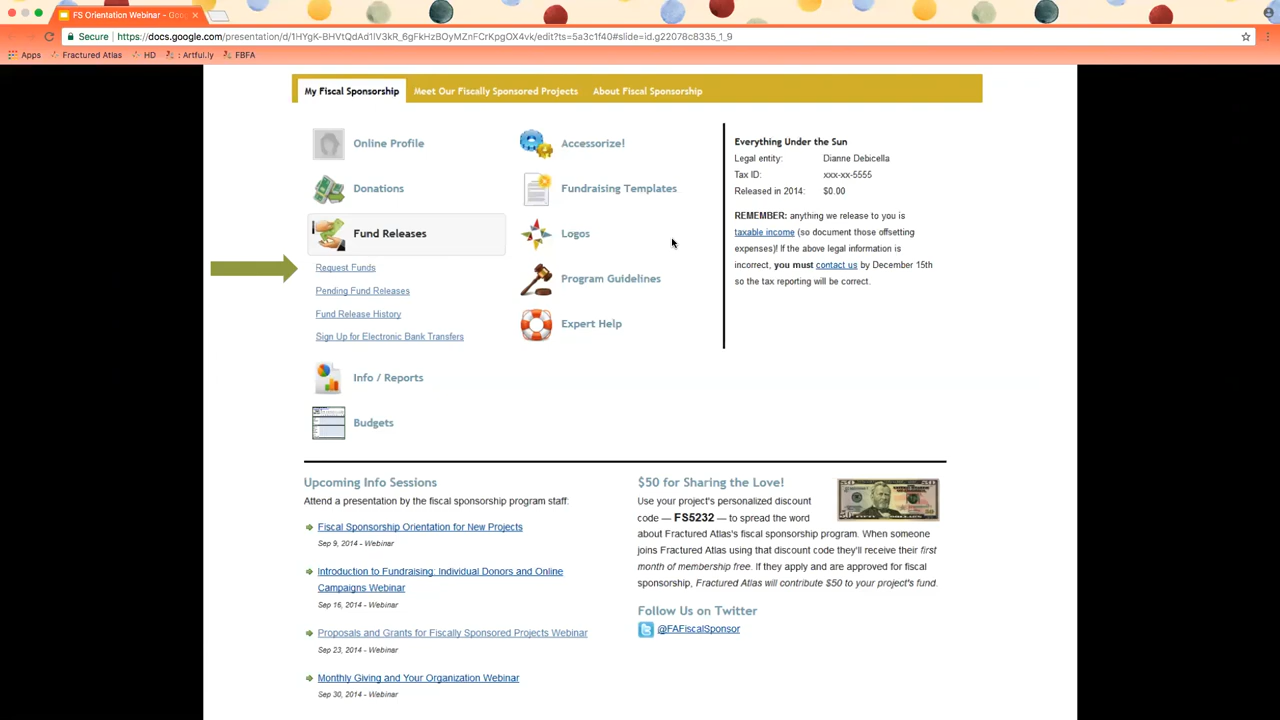 FS Orientation Webinar - Goo
Secure
https://docs.google.com/presentation/d/1HYgK-BHVtQdAd1lV3kR_6gFkHzBOyMZnFCrKpgOX4vk/edit?ts=5a3c1f40#slide=id.g22078c8335_1_9
Apps Fractured Atlas HD : Artful.ly FBFA
My Fiscal Sponsorship Meet Our Fiscally Sponsored Projects About Fiscal Sponsorship
Online Profile
Donations
Fund Releases
Request Funds
Pending Fund Releases
Fund Release History
Sign Up for Electronic Bank Transfers
Info / Reports
Budgets
Accessorize!
Fundraising Templates
Logos
Program Guidelines
Expert Help
Everything Under the Sun
Legal entity: Dianne Debicella
Tax ID: xxx-xx-5555
Released in 2014: $0.00
REMEMBER: anything we release to you is
taxable income (so document those offsetting
expenses)! If the above legal information is
incorrect, you must contact us by December 15th
so the tax reporting will be correct.
Upcoming Info Sessions
Attend a presentation by the fiscal sponsorship program staff:
Fiscal Sponsorship Orientation for New Projects
Sep 9, 2014 - Webinar
Introduction to Fundraising: Individual Donors and Online
Campaigns Webinar
Sep 16, 2014 - Webinar
Proposals and Grants for Fiscally Sponsored Projects Webinar
Sep 23, 2014 - Webinar
Monthly Giving and Your Organization Webinar
Sep 30, 2014 - Webinar
$50 for Sharing the Love!
Use your project's personalized discount
code — FS5232 — to spread the word
about Fractured Atlas's fiscal sponsorship program. When someone
joins Fractured Atlas using that discount code they'll receive their first
month of membership free. If they apply and are approved for fiscal
sponsorship, Fractured Atlas will contribute $50 to your project's fund.
Follow Us on Twitter
@FAFiscalSponsor